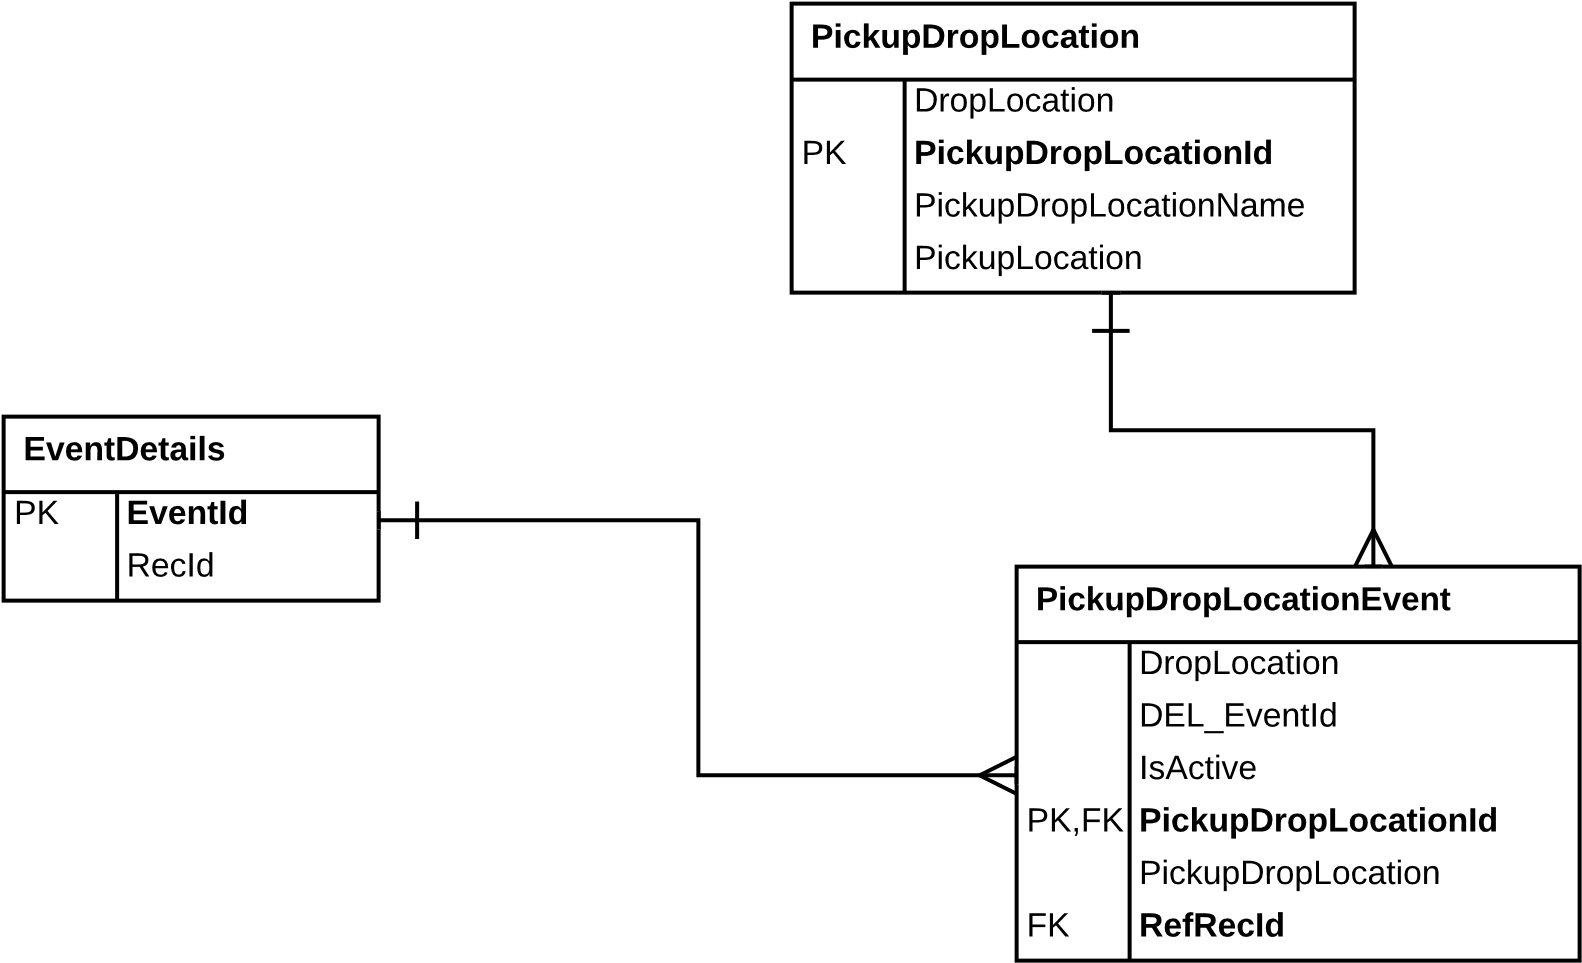 PickupDropLocation
DropLocation
PK PickupDropLocationId
PickupDropLocationName
PickupLocation
EventDetails
PK EventId
RecId
PickupDropLocationEvent
DropLocation
DEL_EventId
IsActive
PK,FK PickupDropLocationId
PickupDropLocation
FK RefRecId